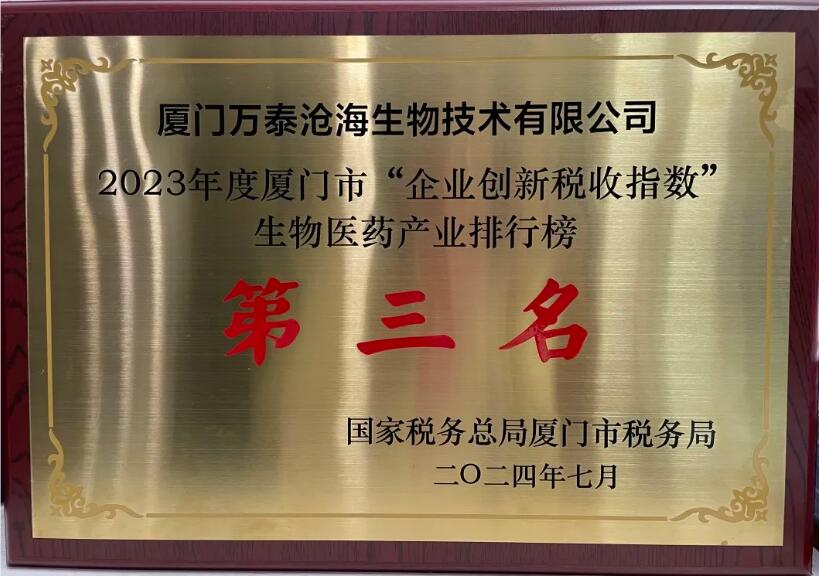 厦门万泰沧海生物技术有限公司
2023年度厦门市“企业创新税收指数”
生物医药产业排行榜
第三名
国家税务总局厦门市税务局
二〇二四年七月